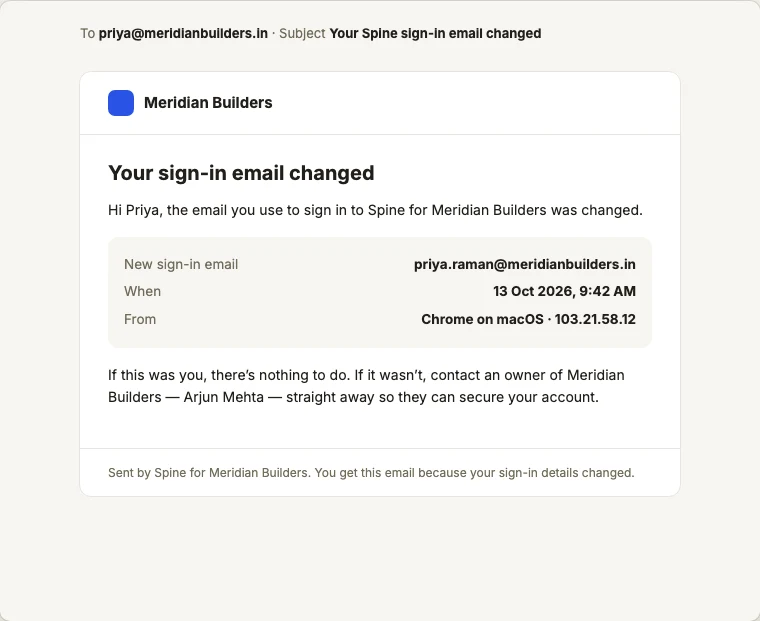 To priya@meridianbuilders.in · Subject Your Spine sign-in email changed
Meridian Builders
Your sign-in email changed
Hi Priya, the email you use to sign in to Spine for Meridian Builders was changed.
New sign-in email priya.raman@meridianbuilders.in
When 13 Oct 2026, 9:42 AM
From Chrome on macOS · 103.21.58.12
If this was you, there’s nothing to do. If it wasn’t, contact an owner of Meridian
Builders — Arjun Mehta — straight away so they can secure your account.
Sent by Spine for Meridian Builders. You get this email because your sign-in details changed.